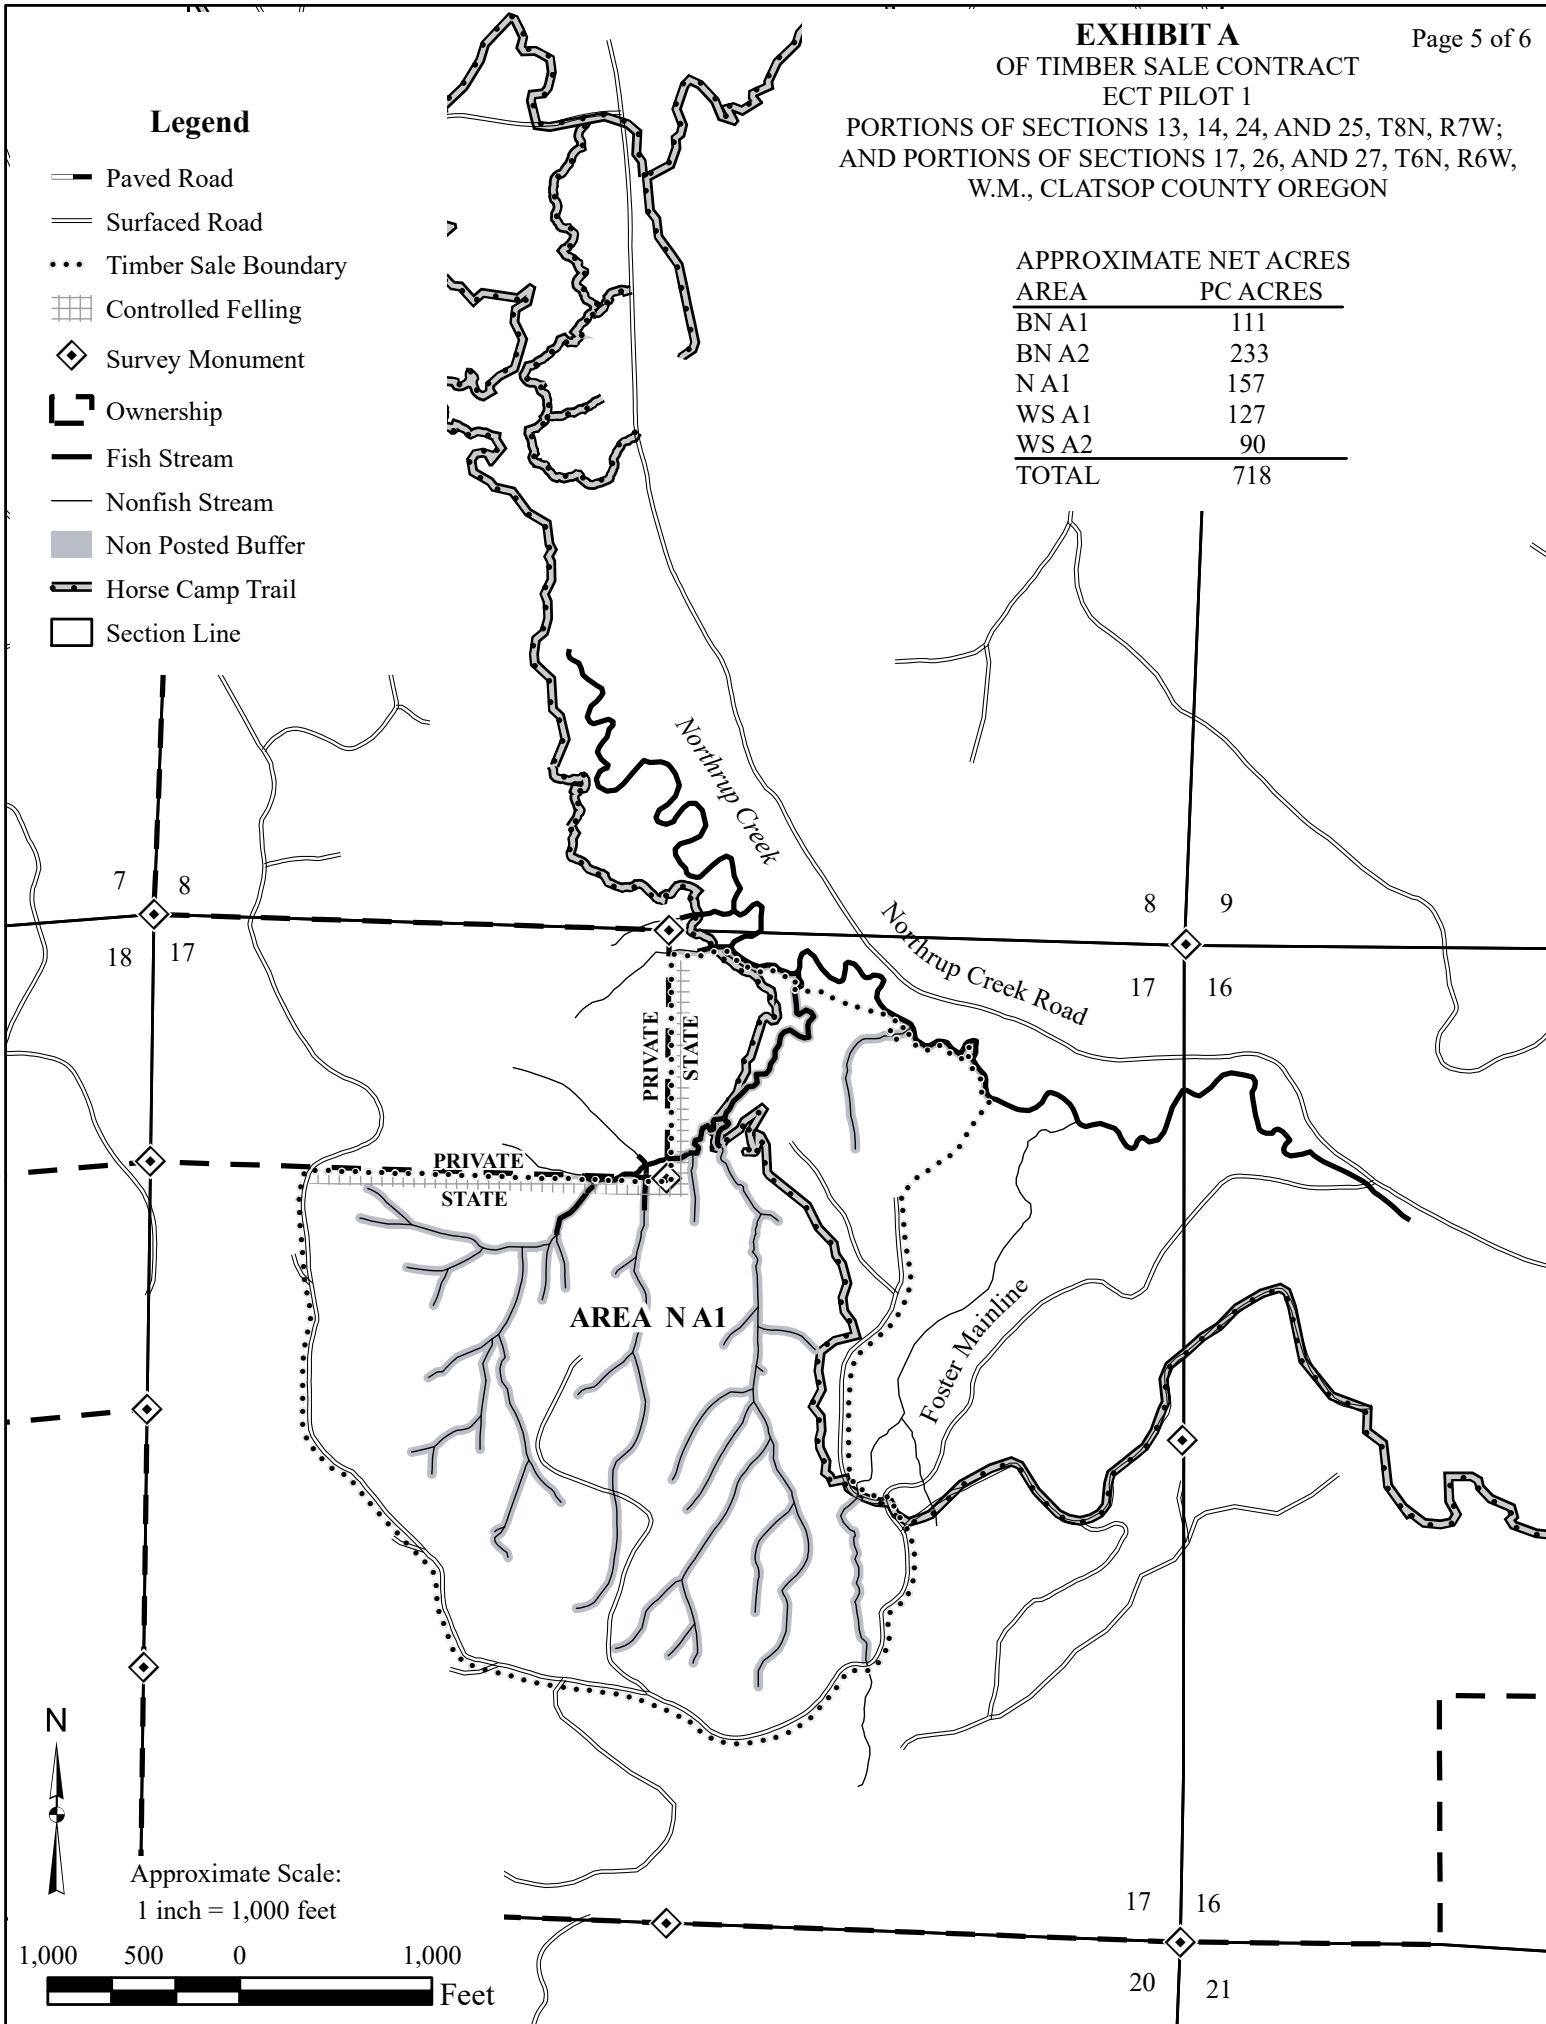 EXHIBIT A
Page 5 of 6
OF TIMBER SALE CONTRACT
ECT PILOT 1
PORTIONS OF SECTIONS 13, 14, 24, AND 25, T8N, R7W;
AND PORTIONS OF SECTIONS 17, 26, AND 27, T6N, R6W,
W.M., CLATSOP COUNTY OREGON
Legend
Paved Road
Surfaced Road
Timber Sale Boundary
Controlled Felling
Survey Monument
Ownership
Fish Stream
Nonfish Stream
Non Posted Buffer
Horse Camp Trail
Section Line
APPROXIMATE NET ACRES
AREA PC ACRES
BN A1 111
BN A2 233
N A1 157
WS A1 127
WS A2 90
TOTAL 718
Northrup Creek
7 8
18 17
8 9
17 16
Northrup Creek Road
PRIVATE
STATE
PRIVATE
STATE
AREA N A1
Foster Mainline
N
Approximate Scale:
1 inch = 1,000 feet
1,000 500 0 1,000
Feet
17 16
20 21